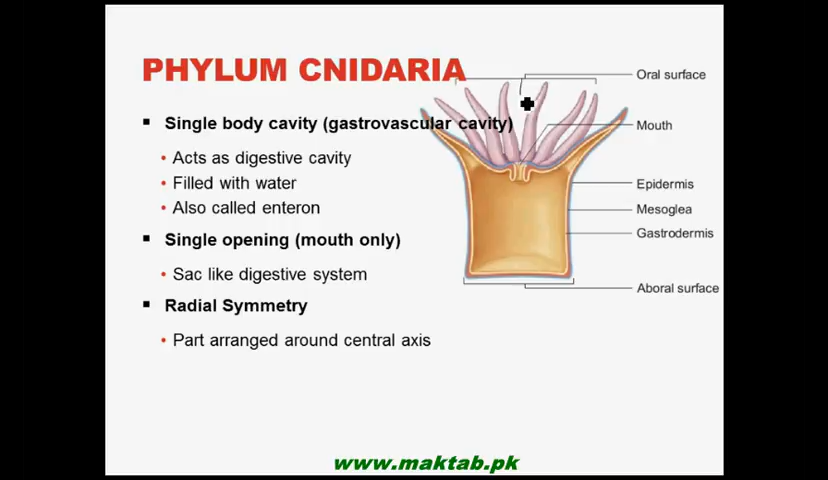 PHYLUM CNIDARIA
Single body cavity (gastrovascular cavity)
Acts as digestive cavity
Filled with water
Also called enteron
Single opening (mouth only)
Sac like digestive system
Radial Symmetry
Part arranged around central axis
Oral surface
Mouth
Epidermis
Mesoglea
Gastrodermis
Aboral surface
www.maktab.pk